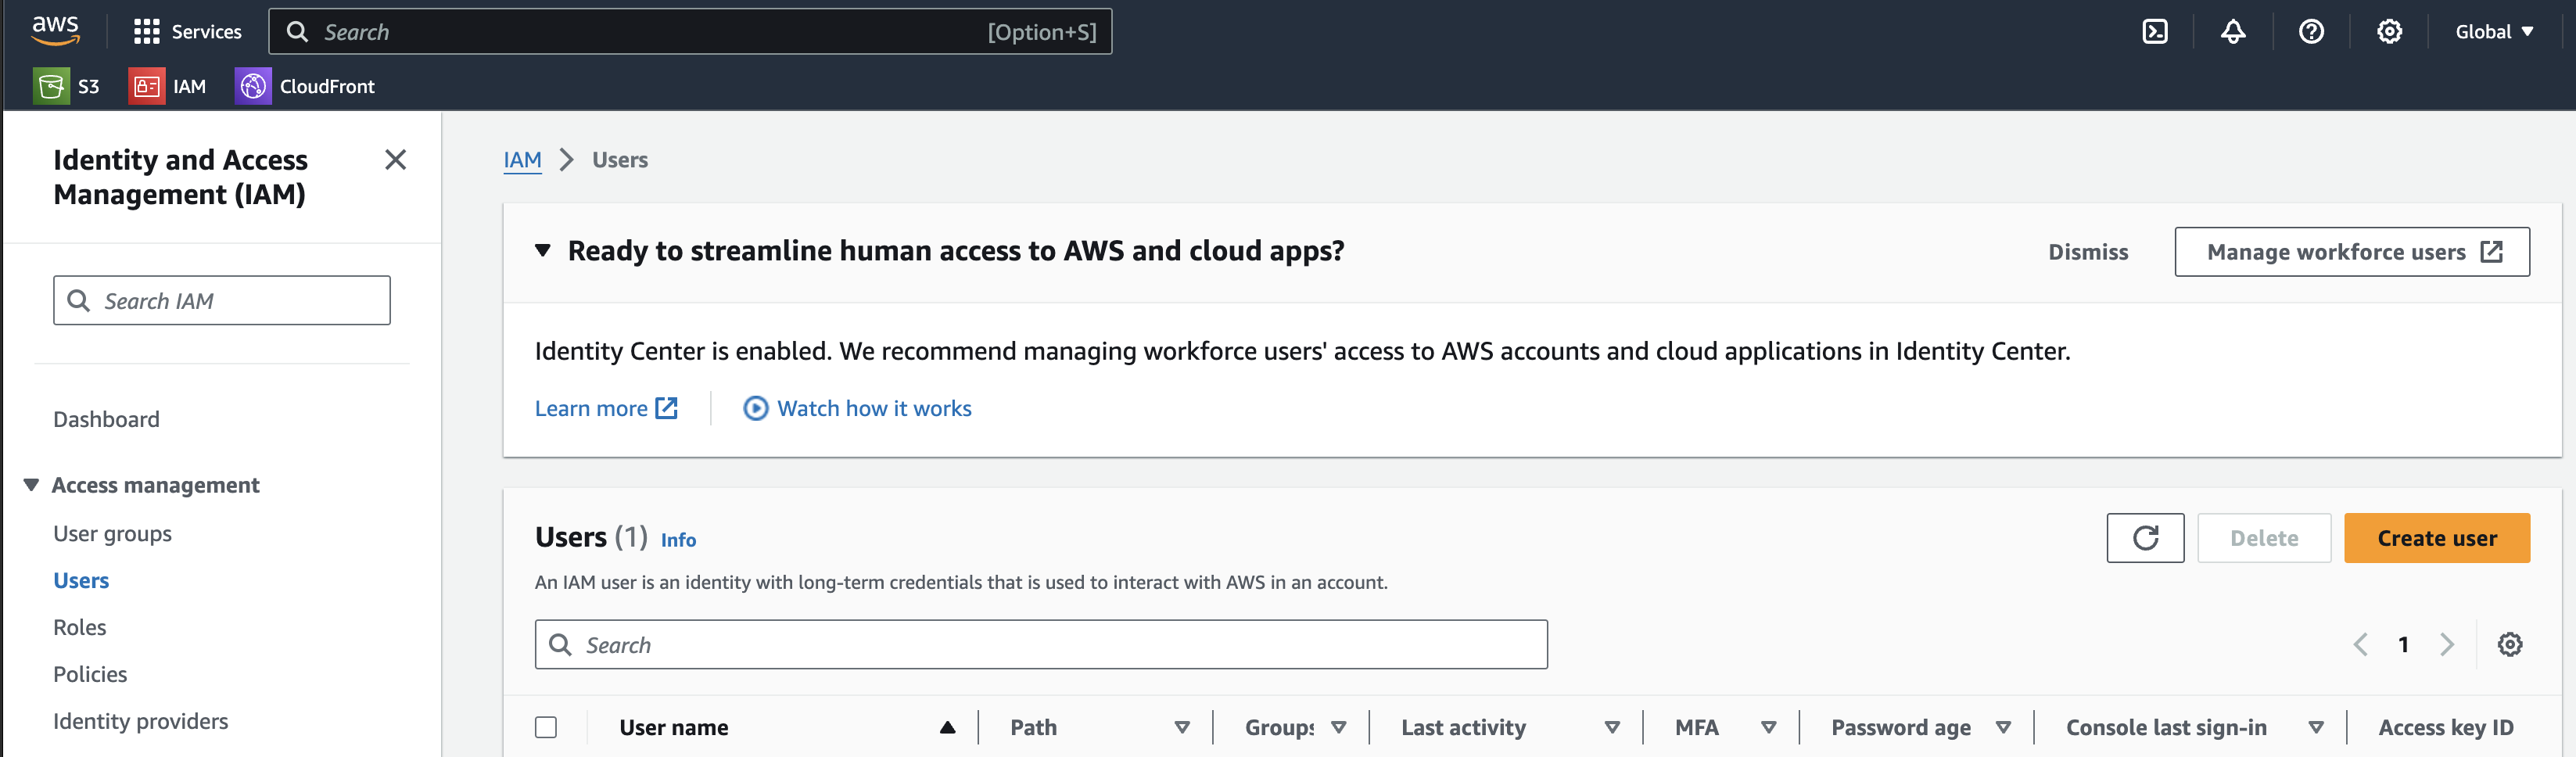 aws
Services
Search
[Option+S]
Global
S3
IAM
CloudFront
Identity and Access
Management (IAM)
Search IAM
Dashboard
Access management
User groups
Users
Roles
Policies
Identity providers
IAM
Users
Ready to streamline human access to AWS and cloud apps?
Dismiss
Manage workforce users
Identity Center is enabled. We recommend managing workforce users' access to AWS accounts and cloud applications in Identity Center.
Learn more
Watch how it works
Users (1) Info
Delete
Create user
An IAM user is an identity with long-term credentials that is used to interact with AWS in an account.
Search
1
User name
Path
Groups
Last activity
MFA
Password age
Console last sign-in
Access key ID